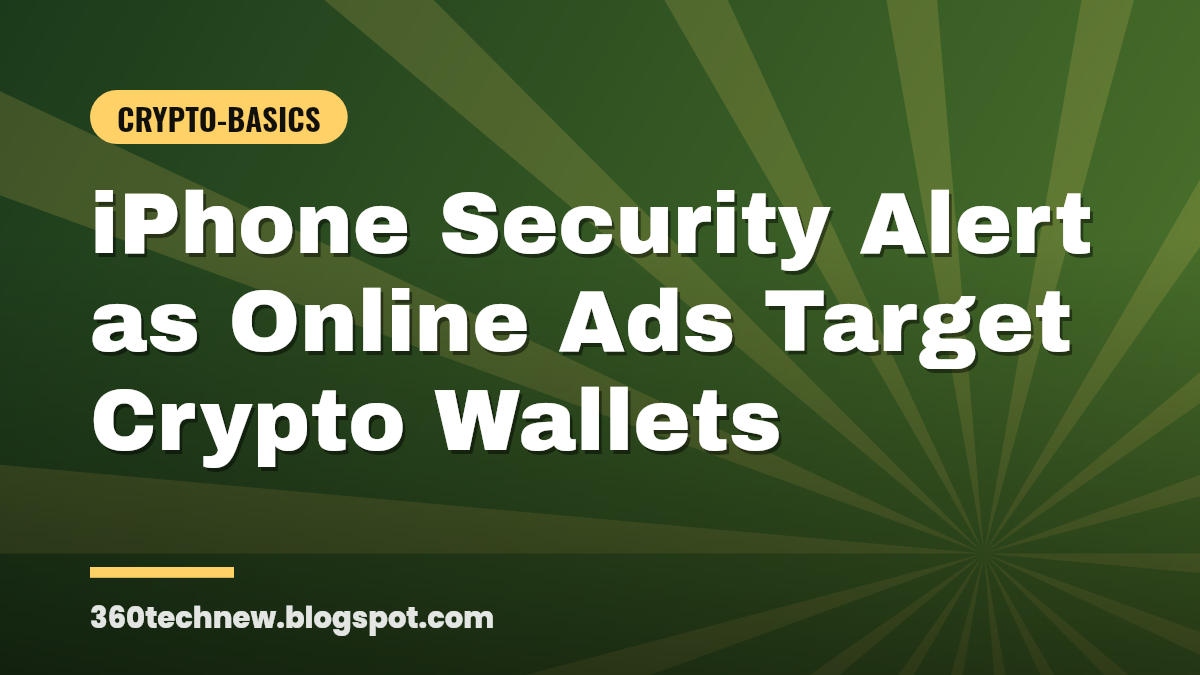 CRYPTO-BASICS
iPhone Security Alert
as Online Ads Target
Crypto Wallets
360technew.blogspot.com